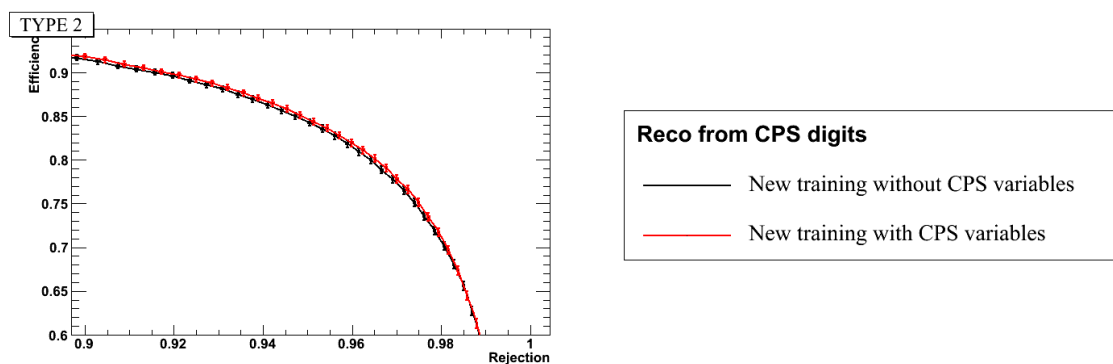 TYPE 2
Efficienc
0.9
0.85
0.8
0.75
0.7
0.65
0.6
0.9 0.92 0.94 0.96 0.98 1
Rejection
Reco from CPS digits
New training without CPS variables
New training with CPS variables